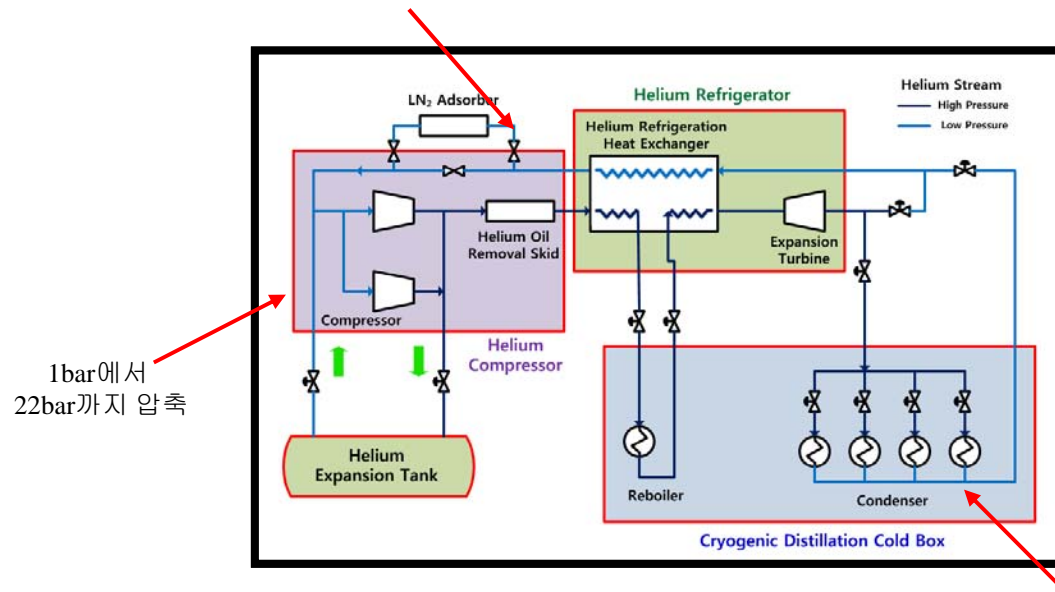 LN₂ Adsorber
Helium Refrigerator
Helium Stream
High Pressure
Low Pressure
Helium Refrigeration
Heat Exchanger
Helium Oil
Removal Skid
Expansion
Turbine
Compressor
Helium
Compressor
1bar에서
22bar까지 압축
Helium
Expansion Tank
Reboiler
Condenser
Cryogenic Distillation Cold Box